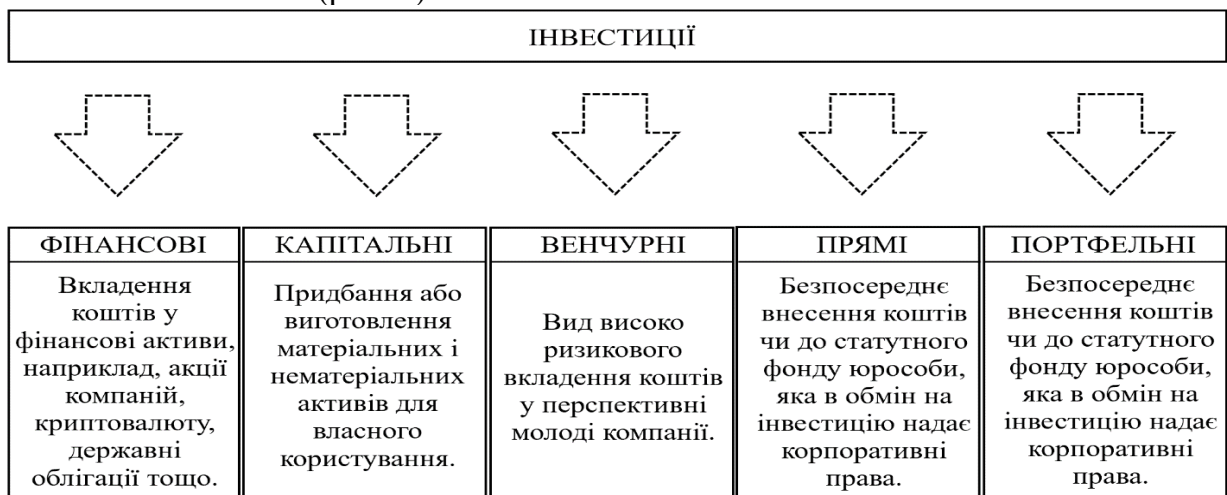 ІНВЕСТИЦІЇ
ФІНАНСОВІ
Вкладення
коштів у
фінансові активи,
наприклад, акції
компаній,
криптовалюту,
державні
облігації тощо.
КАПІТАЛЬНІ
Придбання або
виготовлення
матеріальних і
нематеріальних
активів для
власного
користування.
ВЕНЧУРНІ
Вид високо
ризикового
вкладення коштів
у перспективні
молоді компанії.
ПРЯМІ
Безпосереднє
внесення коштів
чи до статутного
фонду юрособи,
яка в обмін на
інвестицію надає
корпоративні
права.
ПОРТФЕЛЬНІ
Безпосереднє
внесення коштів
чи до статутного
фонду юрособи,
яка в обмін на
інвестицію надає
корпоративні
права.